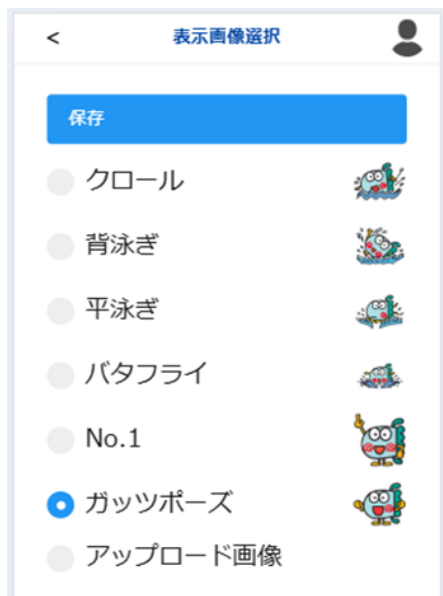 <
表示画像選択
保存
クロール
背泳ぎ
平泳ぎ
バタフライ
No.1
ガッツポーズ
アップロード画像